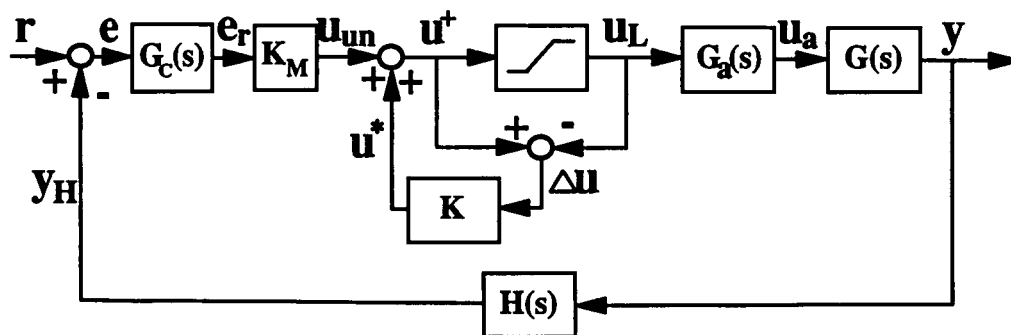 r
e
G_C(s)
e_r
K_M
u_un
u^+
u_L
G_a(s)
u_a
G(s)
y
+
-
+
+
u^*
+
-
Δu
K
y_H
H(s)